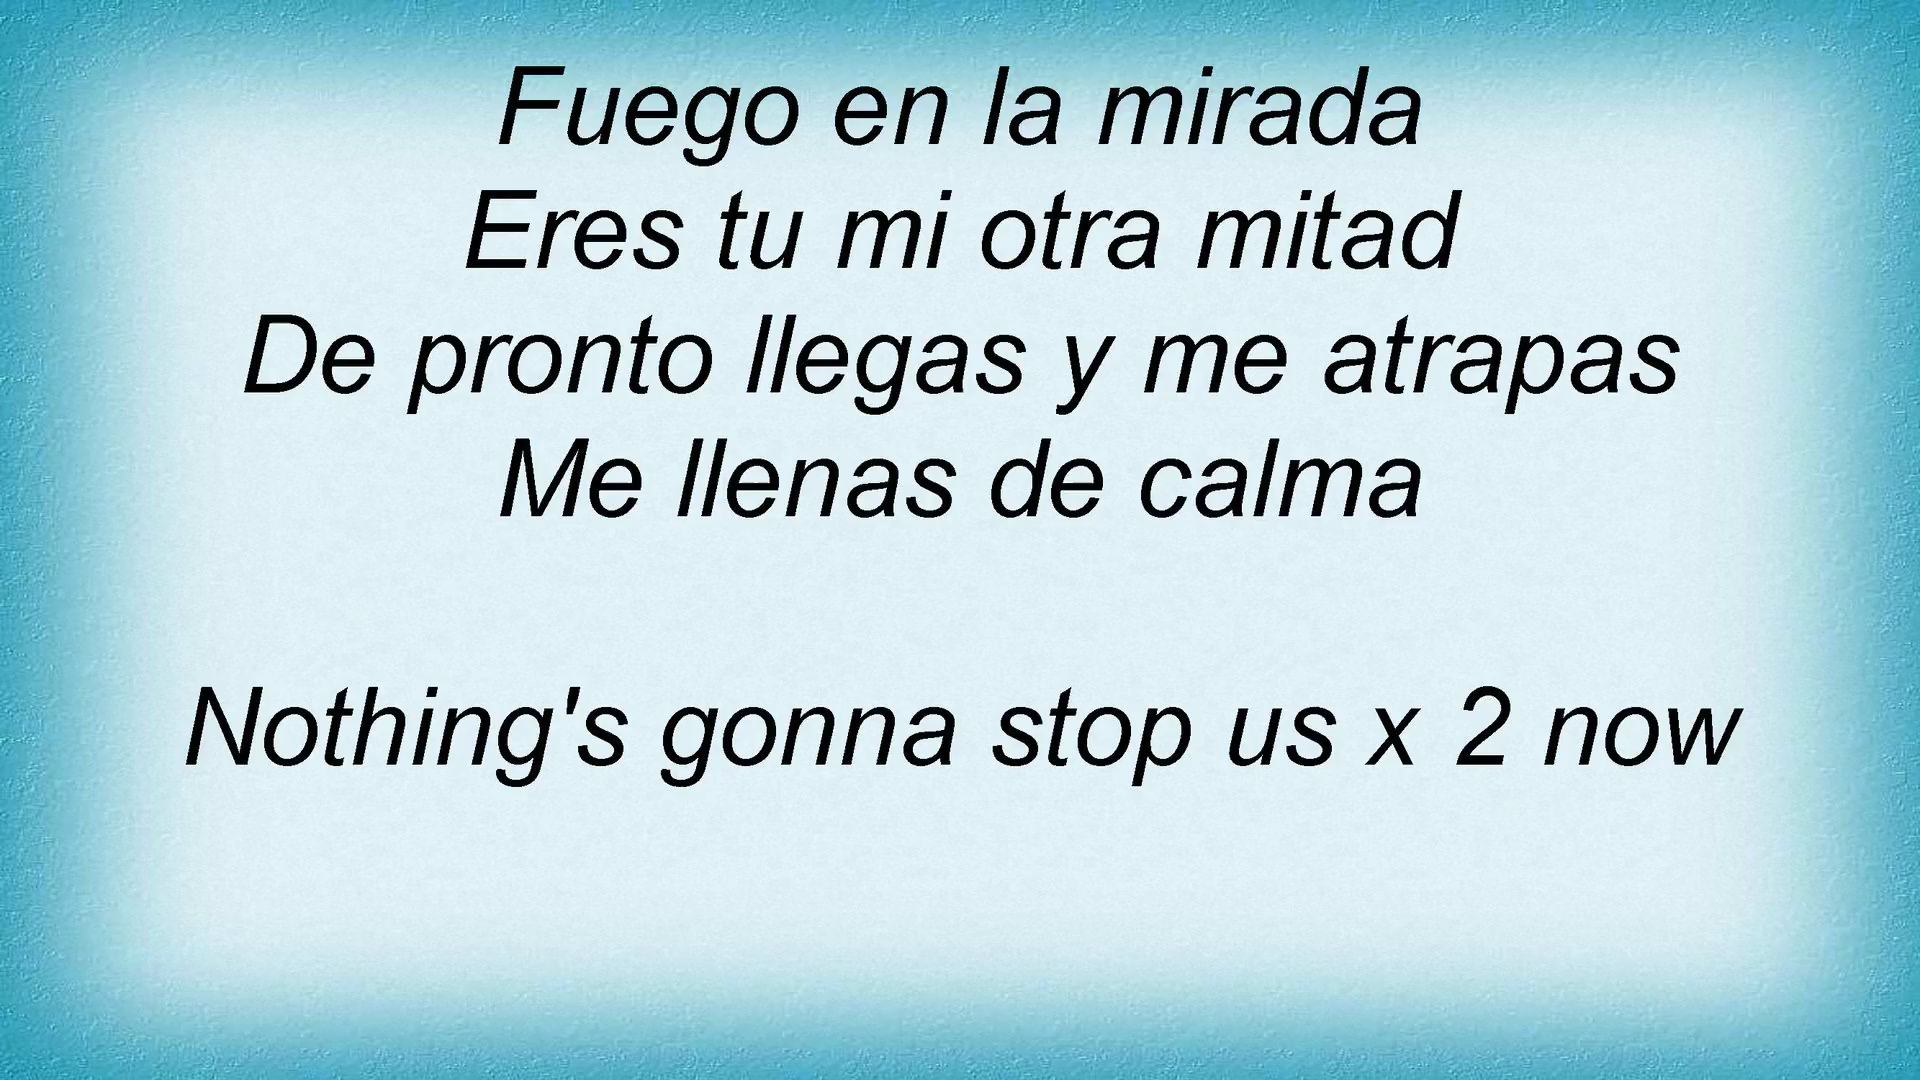 Fuego en la mirada
Eres tu mi otra mitad
De pronto llegas y me atrapas
Me llenas de calma
Nothing's gonna stop us x 2 now